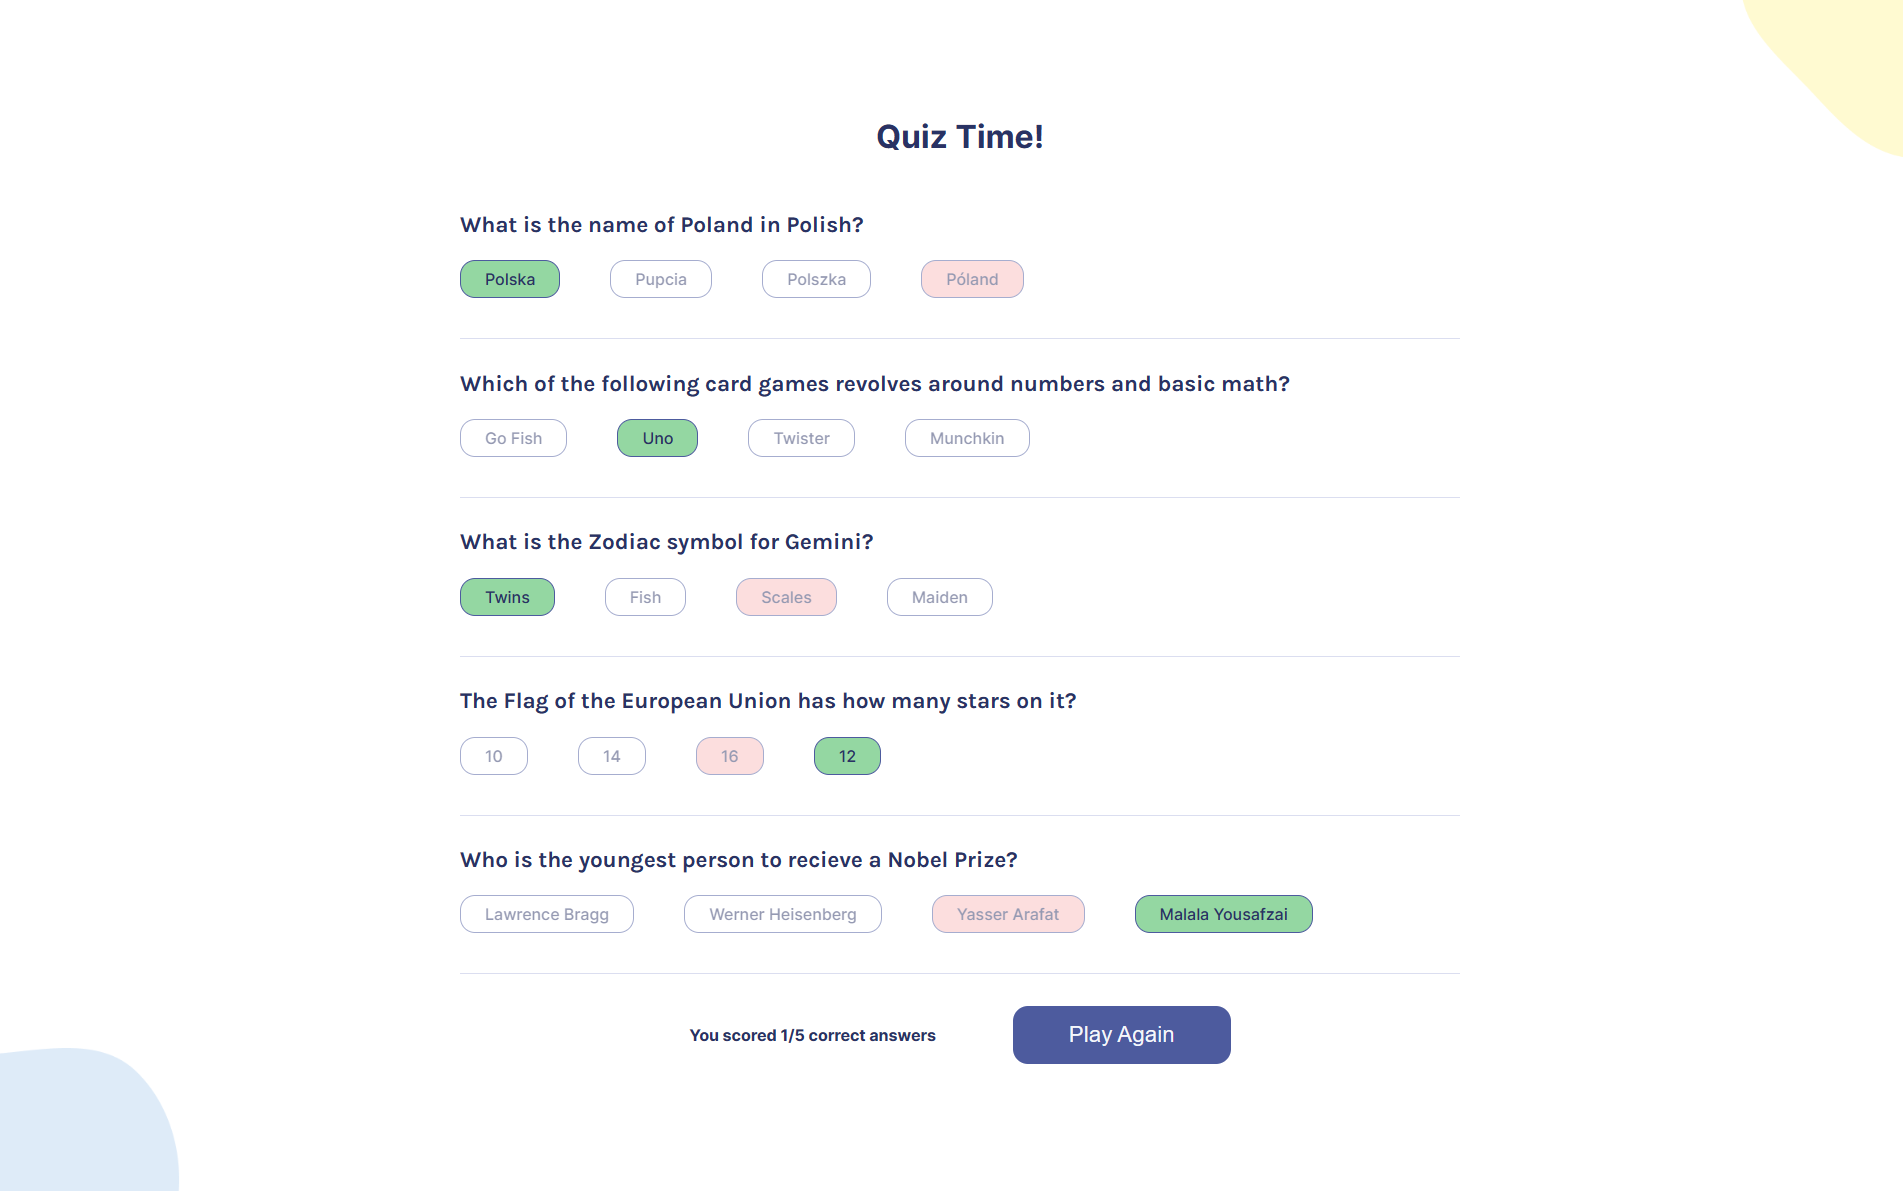 Quiz Time!
What is the name of Poland in Polish?
Polska Pupcia Polszka Póland
Which of the following card games revolves around numbers and basic math?
Go Fish Uno Twister Munchkin
What is the Zodiac symbol for Gemini?
Twins Fish Scales Maiden
The Flag of the European Union has how many stars on it?
10 14 16 12
Who is the youngest person to recieve a Nobel Prize?
Lawrence Bragg Werner Heisenberg Yasser Arafat Malala Yousafzai
You scored 1/5 correct answers Play Again